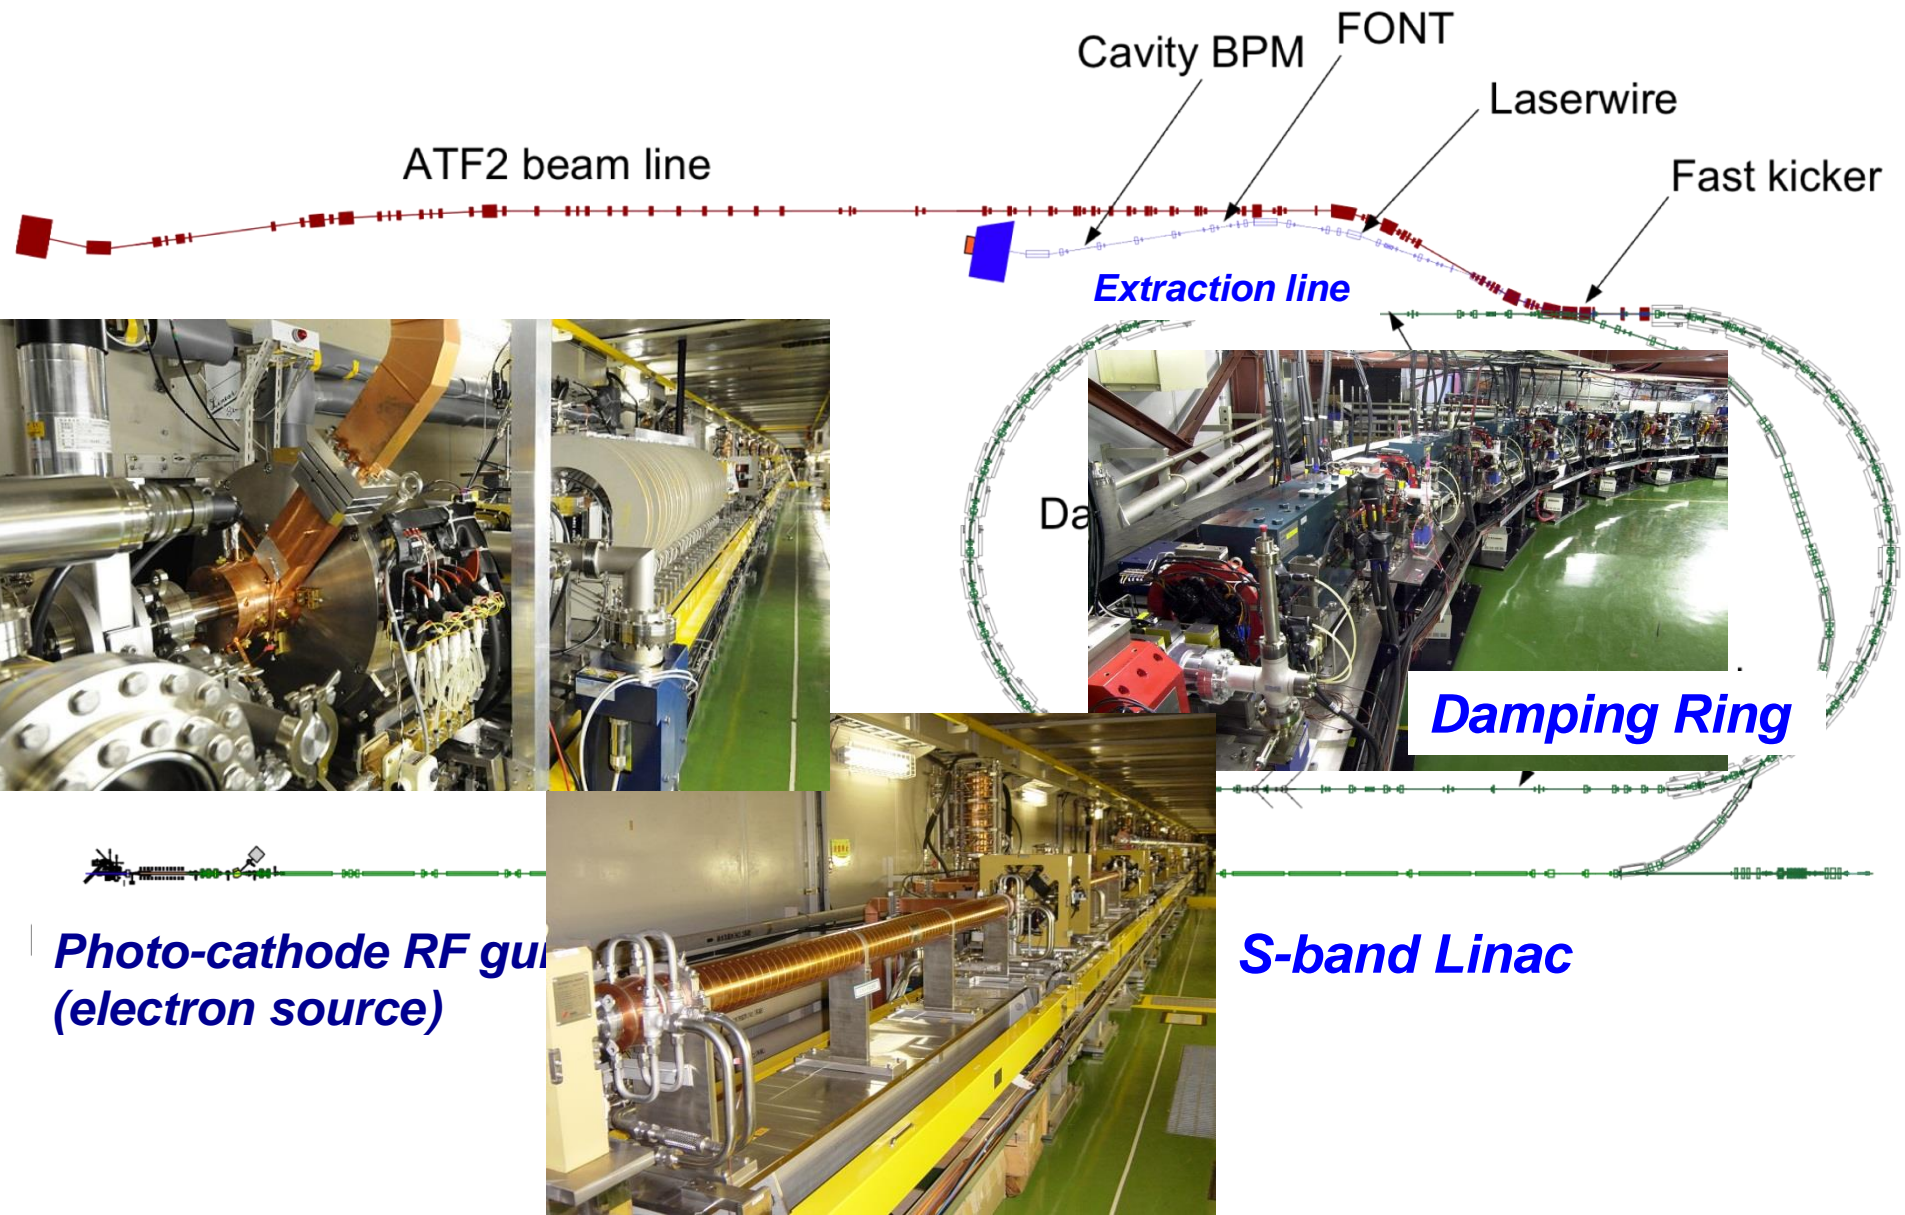 FONT
Cavity BPM
Laserwire
ATF2 beam line
Fast kicker
Extraction line
Da
Damping Ring
Photo-cathode RF gu
(electron source)
S-band Linac